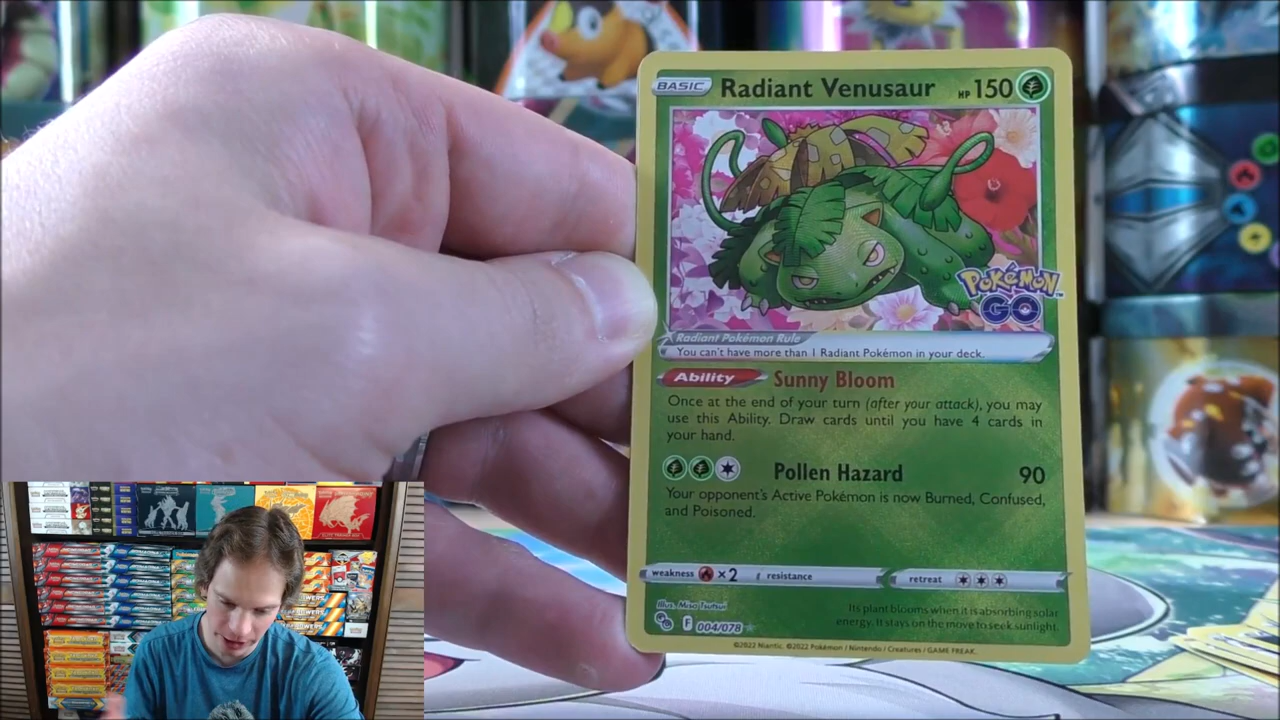 BASIC Radiant Venusaur HP 150
POKÉMON
GO
Radiant Pokémon Rule
You can't have more than 1 Radiant Pokémon in your deck.
Ability Sunny Bloom
Once at the end of your turn (after your attack), you may
use this Ability. Draw cards until you have 4 cards in
your hand.
Pollen Hazard 90
Your opponent's Active Pokémon is now Burned, Confused,
and Poisoned.
weakness ×2 resistance retreat
Illus. Misa Tsutsui
F 004/078
Its plant blooms when it is absorbing solar
energy. It stays on the move to seek sunlight.
©2022 Niantic. ©2022 Pokémon / Nintendo / Creatures / GAME FREAK.